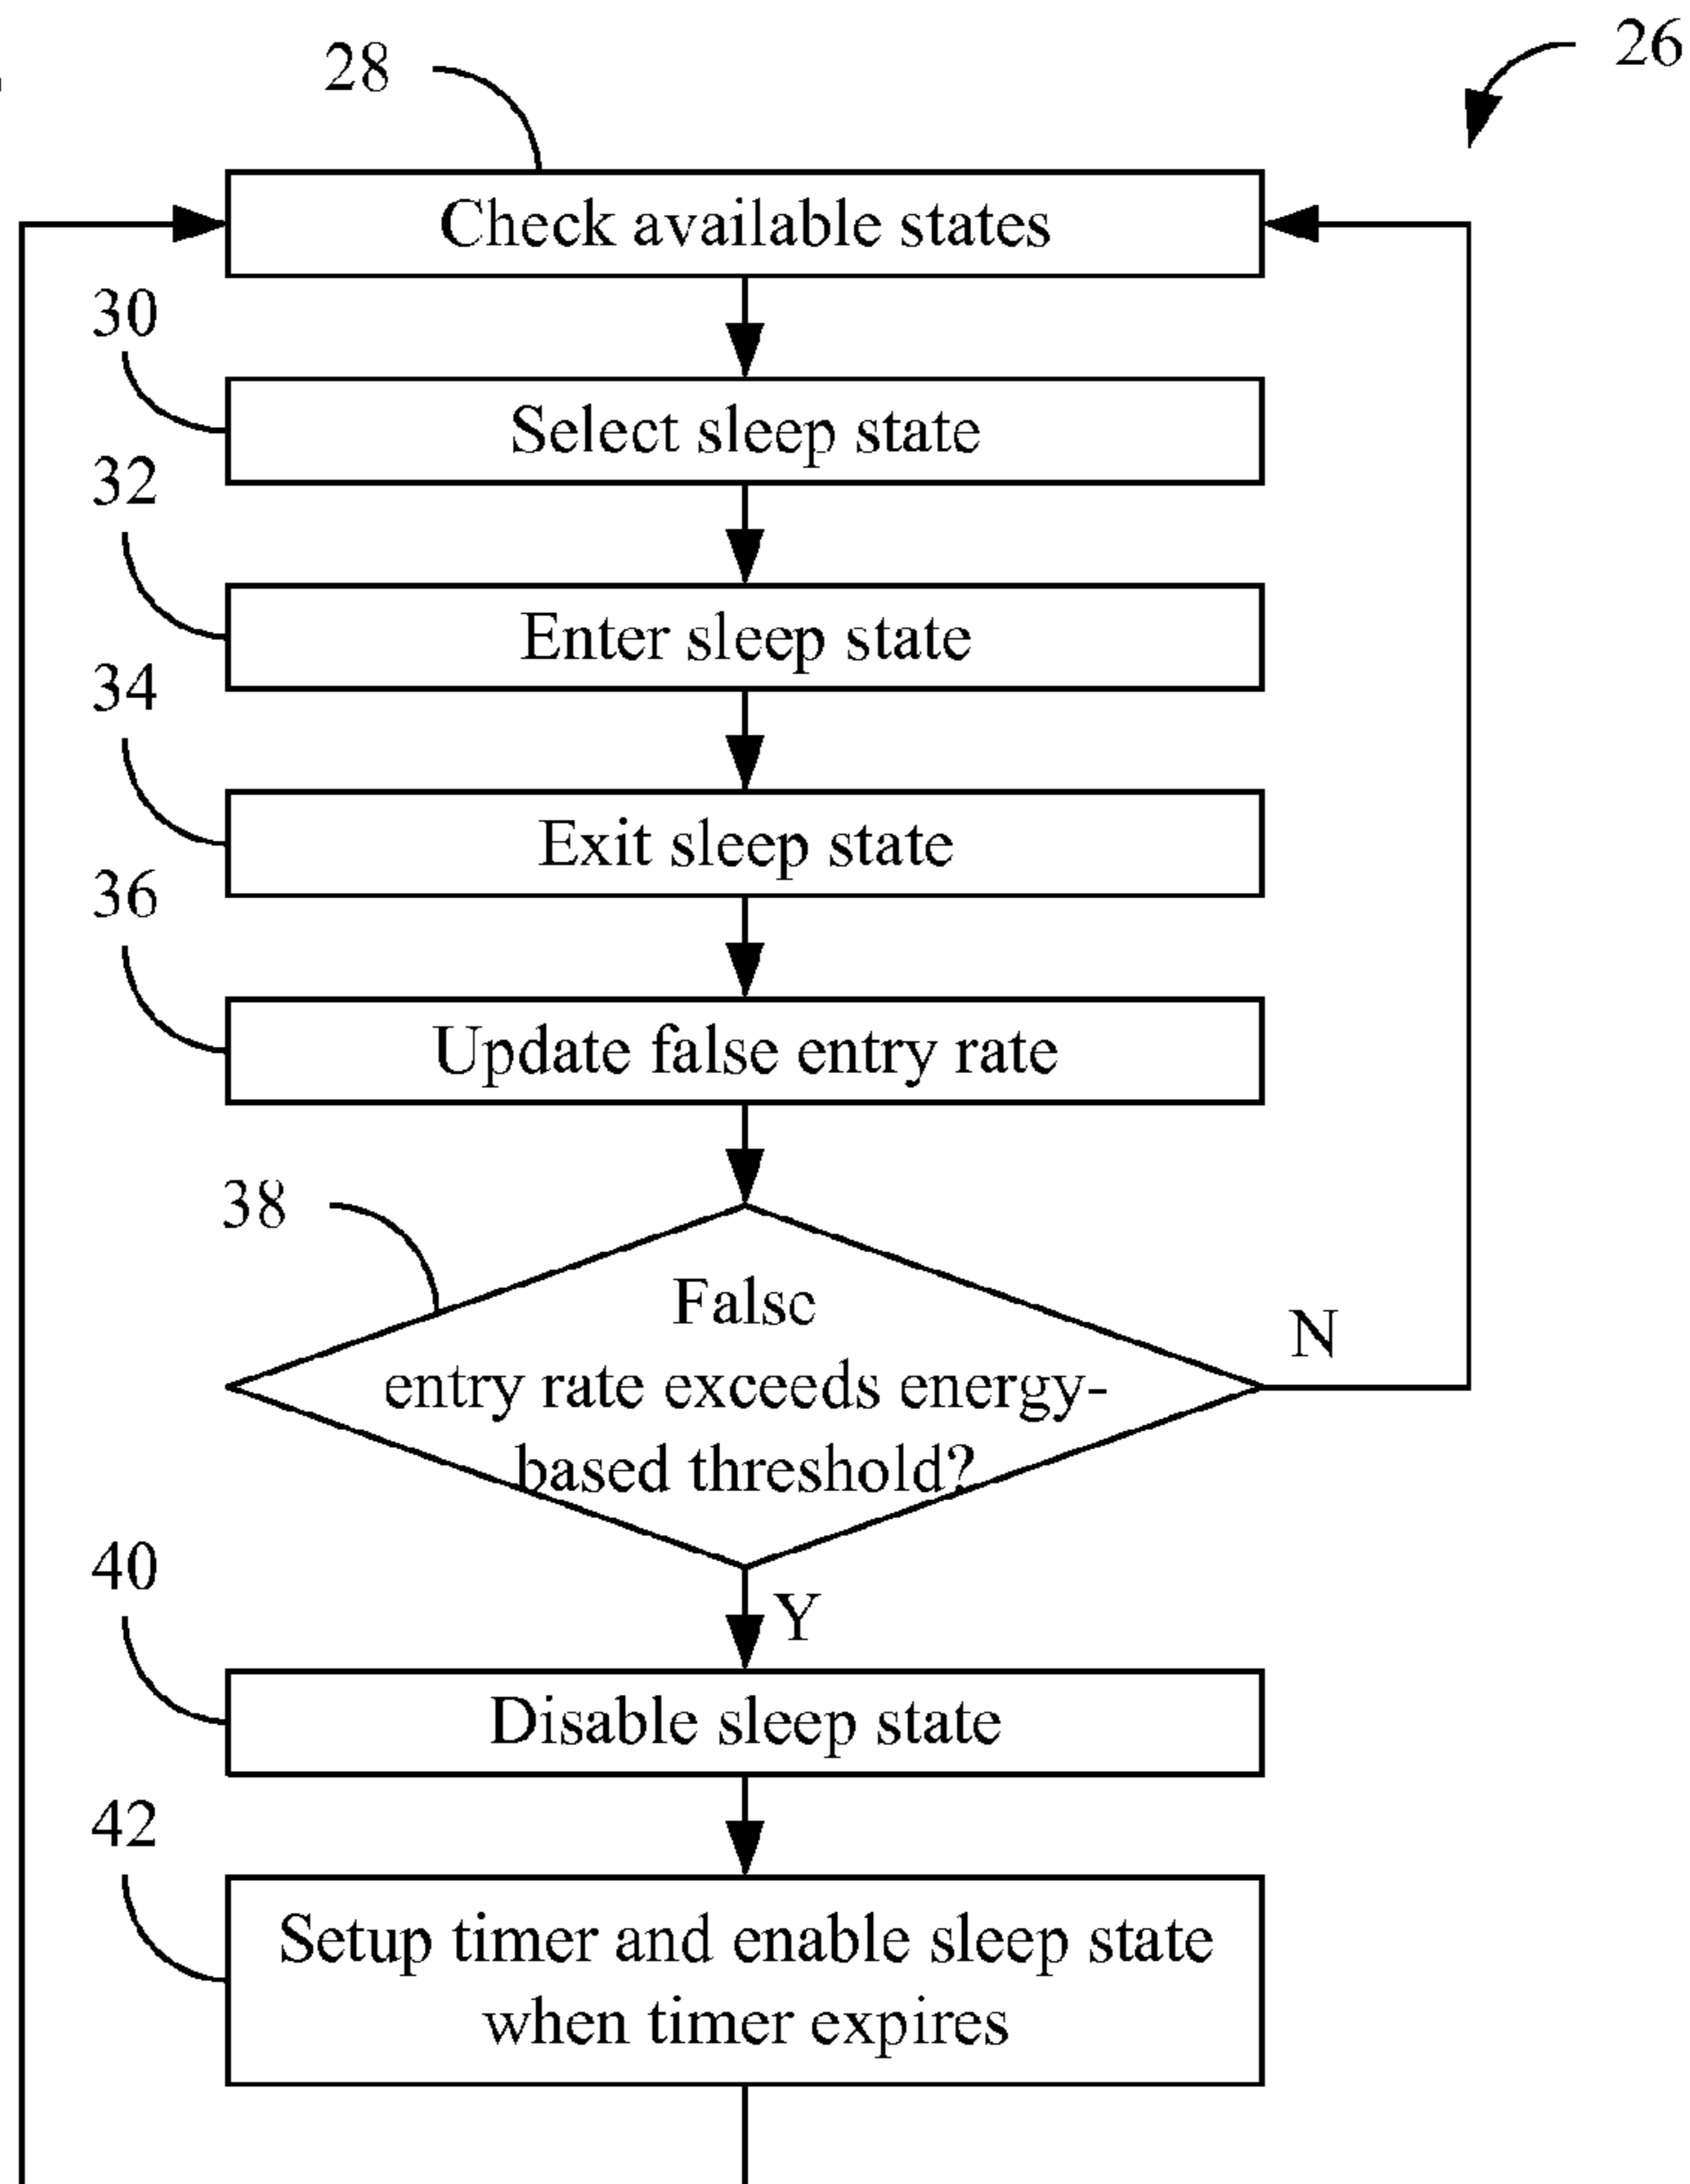 28
26
Check available states
30
Select sleep state
32
Enter sleep state
34
Exit sleep state
36
Update false entry rate
38
False
entry rate exceeds energy-
based threshold?
N
Y
40
Disable sleep state
42
Setup timer and enable sleep state
when timer expires